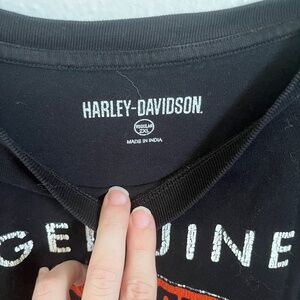 HARLEY-DAVIDSON.
REGULAR
2XL
MADE IN INDIA
GENUINE